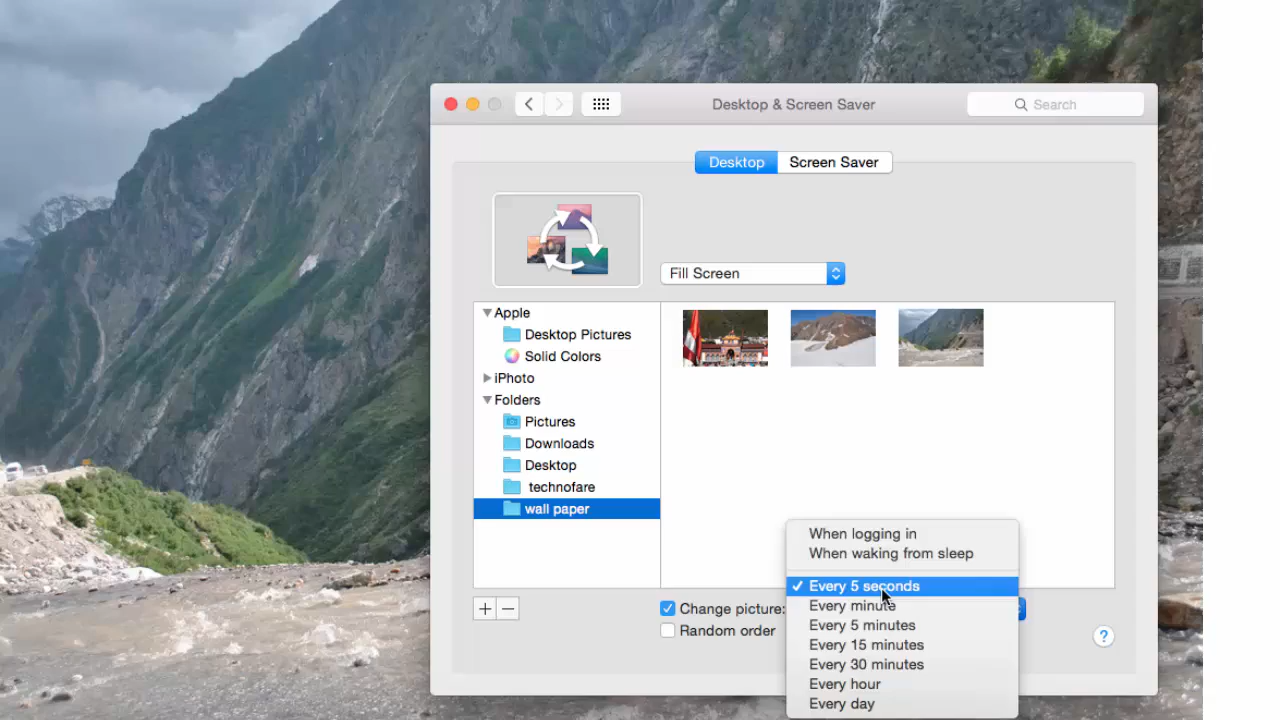 Desktop & Screen Saver
Search
Desktop
Screen Saver
Fill Screen
Apple
Desktop Pictures
Solid Colors
iPhoto
Folders
Pictures
Downloads
Desktop
technofare
wall paper
When logging in
When waking from sleep
Every 5 seconds
Every minute
Every 5 minutes
Every 15 minutes
Every 30 minutes
Every hour
Every day
Change picture:
Random order
?